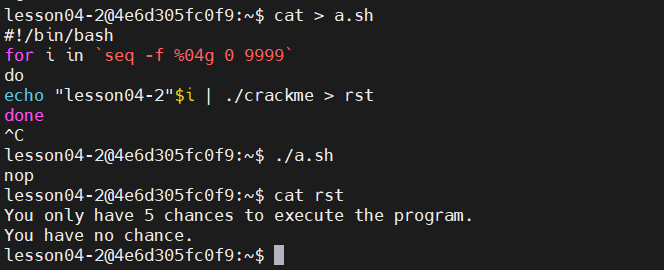 lesson04-2@4e6d305fc0f9:~$ cat > a.sh
#!/bin/bash
for i in `seq -f %04g 0 9999`
do
echo "lesson04-2"$i | ./crackme > rst
done
^C
lesson04-2@4e6d305fc0f9:~$ ./a.sh
nop
lesson04-2@4e6d305fc0f9:~$ cat rst
You only have 5 chances to execute the program.
You have no chance.
lesson04-2@4e6d305fc0f9:~$